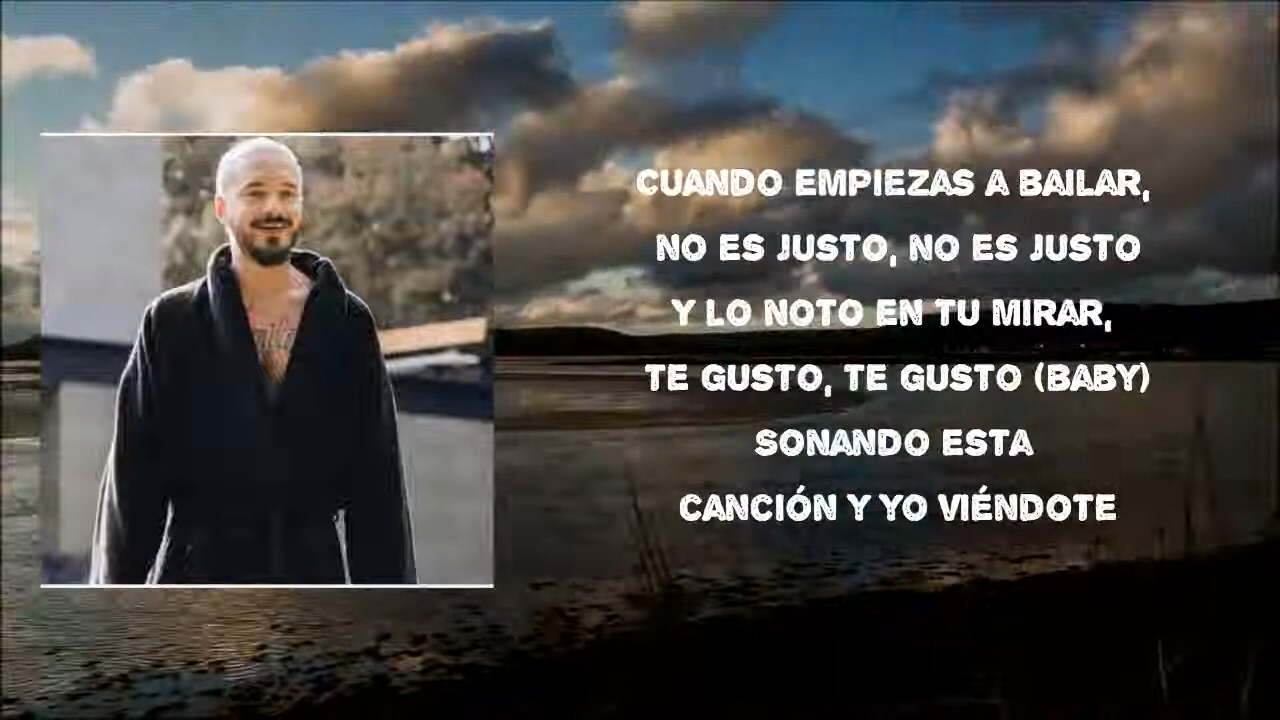 CUANDO EMPIEZAS A BAILAR,
NO ES JUSTO, NO ES JUSTO
Y LO NOTO EN TU MIRAR,
TE GUSTO, TE GUSTO (BABY)
SONANDO ESTA
CANCIÓN Y YO VIÉNDOTE